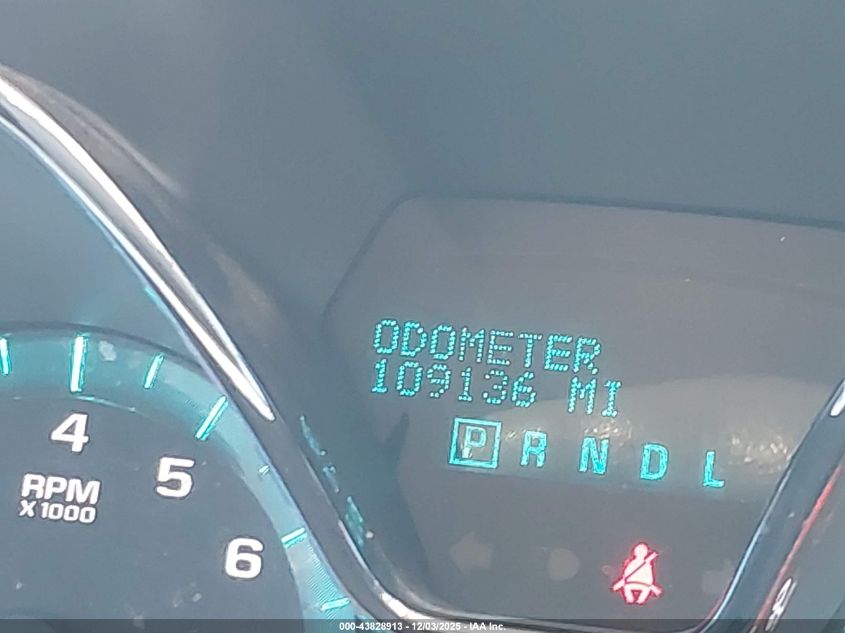 ODOMETER
109136 MI
P R N D L
4
5
RPM
X1000
6
000-43828913 - 12/03/2025 - IAA Inc.